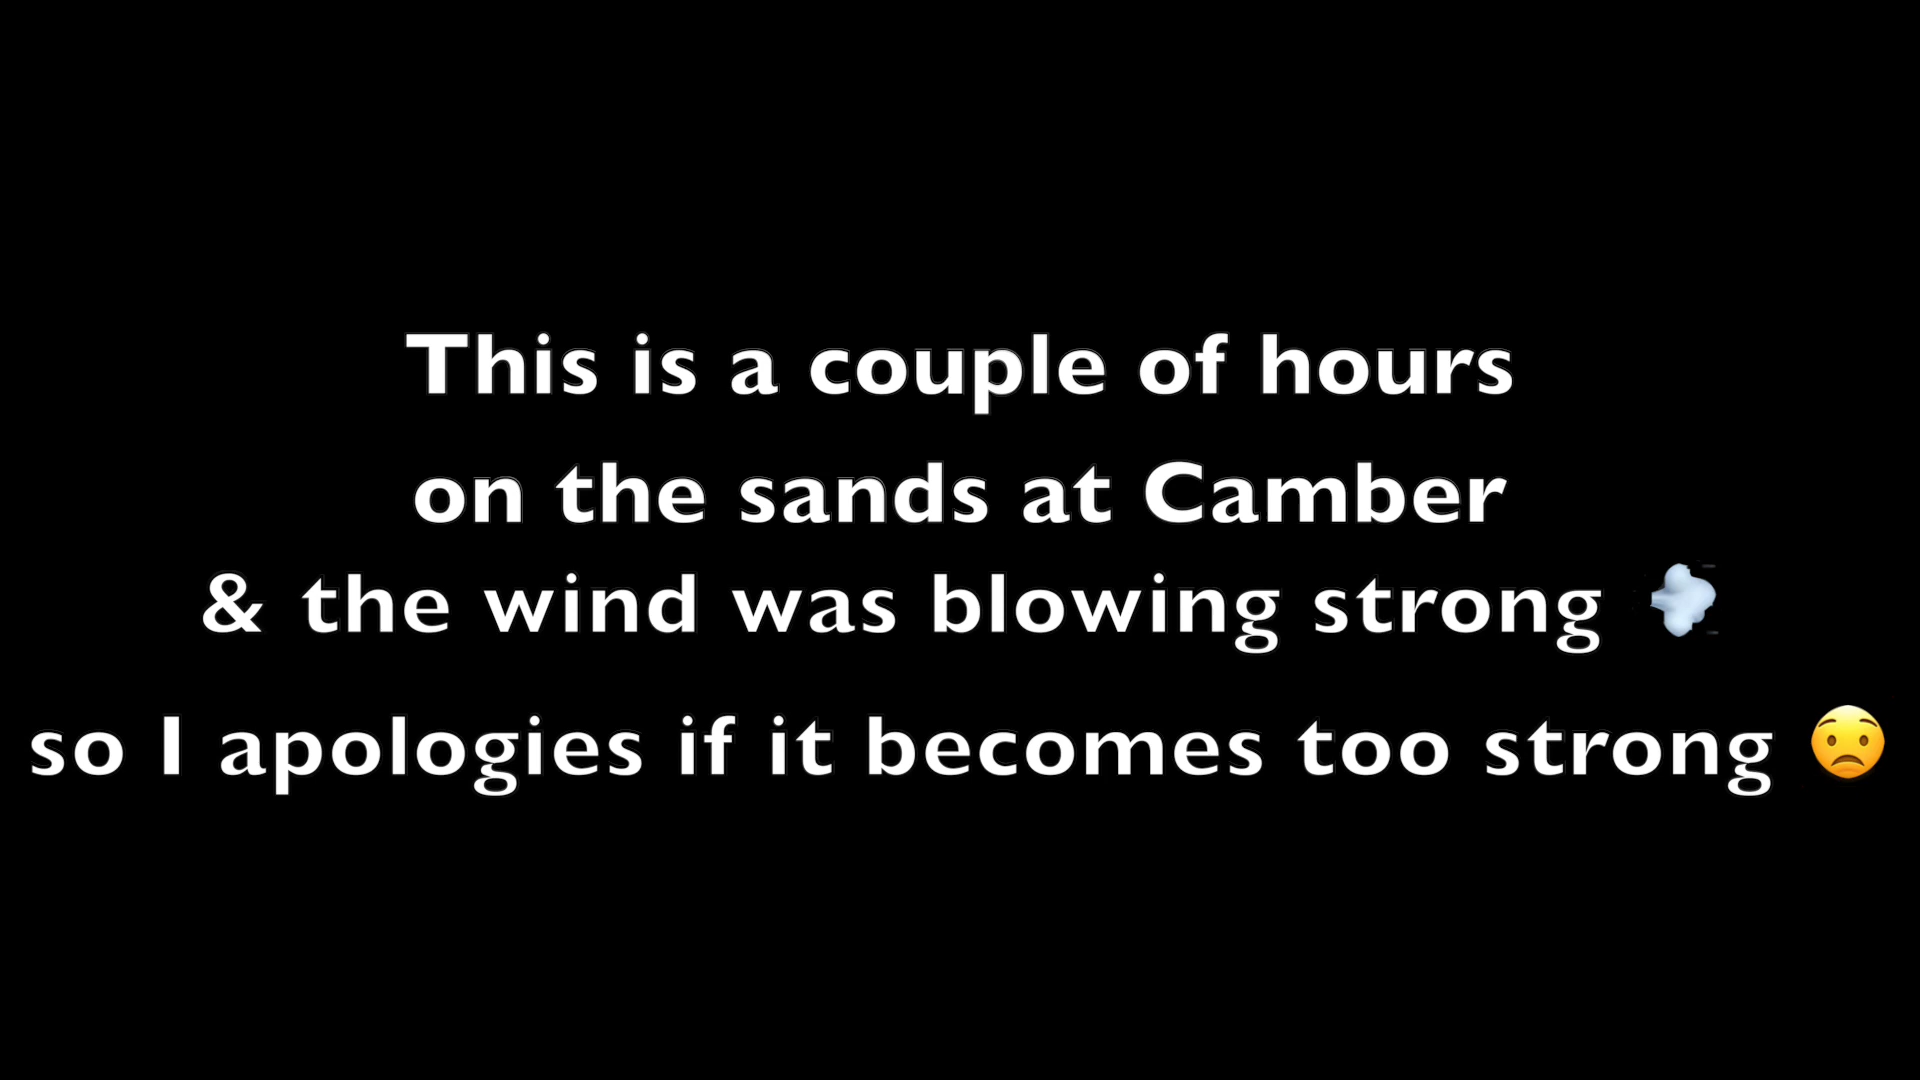 This is a couple of hours
on the sands at Camber
& the wind was blowing strong 💨
so I apologies if it becomes too strong 😟